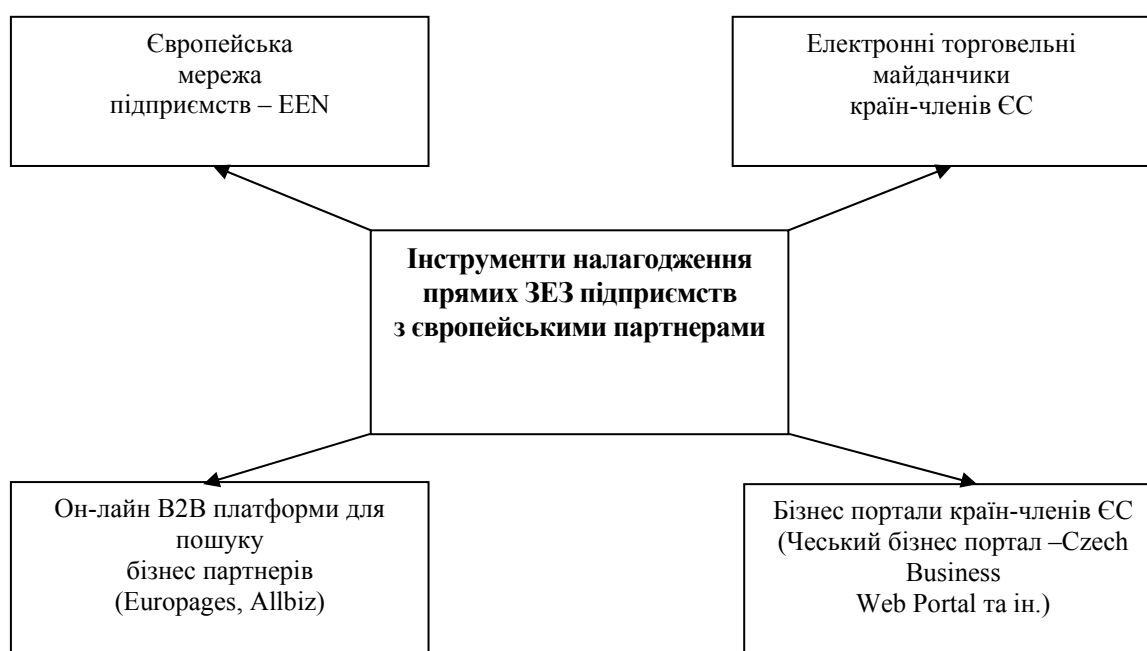 Європейська
мережа
підприємств – EEN
Електронні торговельні
майданчики
країн-членів ЄС
Інструменти налагодження
прямих ЗЕЗ підприємств
з європейськими партнерами
Он-лайн B2B платформи для
пошуку
бізнес партнерів
(Europages, Allbiz)
Бізнес портали країн-членів ЄС
(Чеський бізнес портал –Czech
Business
Web Portal та ін.)